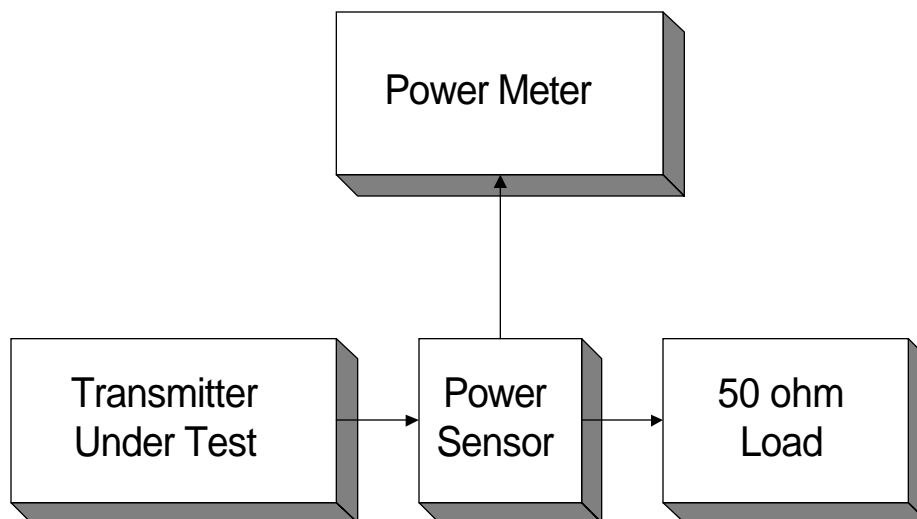 Power Meter
Transmitter
Under Test
Power
Sensor
50 ohm
Load